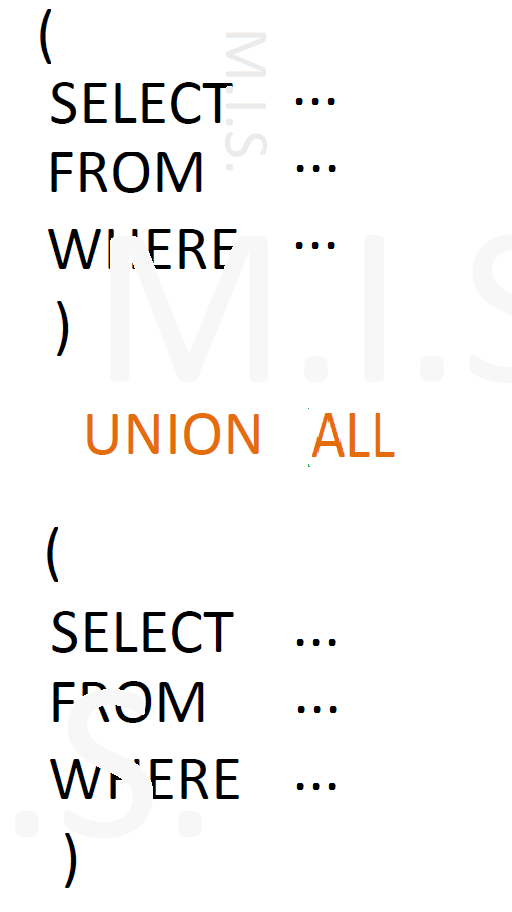 (
SELECT ...
FROM ...
WHERE ...
)
M.I.S.
M.I.S
UNION ALL
(
SELECT ...
FROM ...
WHERE ...
)
.S.